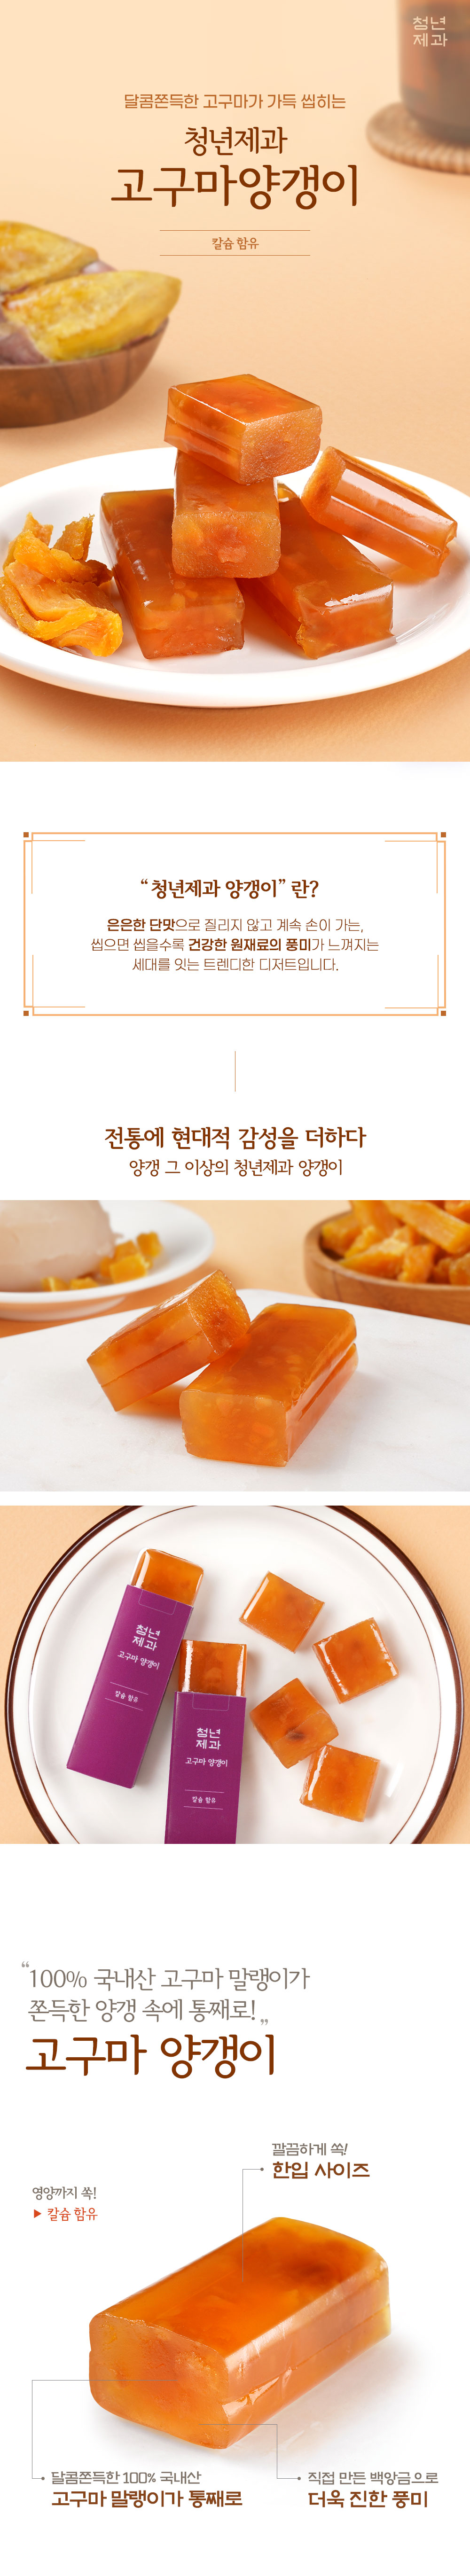 청년
제과
달콤쫀득한 고구마가 가득 씹히는
청년제과
고구마양갱이
칼슘 함유
“청년제과 양갱이” 란?
은은한 단맛으로 질리지 않고 계속 손이 가는,
씹으면 씹을수록 건강한 원재료의 풍미가 느껴지는
세대를 잇는 트렌디한 디저트입니다.
전통에 현대적 감성을 더하다
양갱 그 이상의 청년제과 양갱이
청년
제과
고구마 양갱이
칼슘 함유
청년
제과
고구마 양갱이
칼슘 함유
“100% 국내산 고구마 말랭이가
쫀득한 양갱 속에 통째로!”
고구마 양갱이
깔끔하게 쏙!
한입 사이즈
영양까지 쏙!
▶ 칼슘 함유
달콤쫀득한 100% 국내산
고구마 말랭이가 통째로
직접 만든 백앙금으로
더욱 진한 풍미